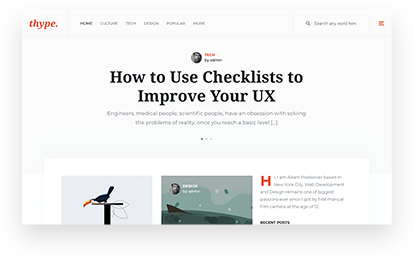 thype.
HOME CULTURE TECH DESIGN POPULAR MORE
Search any word here
TECH
by admin
How to Use Checklists to
Improve Your UX
Engineers, medical people, scientific people, have an obsession with solving
the problems of reality, once you reach a basic level [...]
DESIGN
by admin
H i, I am Adam freelancer based in
New York City. Web Development
and Design remains one of biggest
passions ever since I got by first manual
film camera at the age of 12.
RECENT POSTS